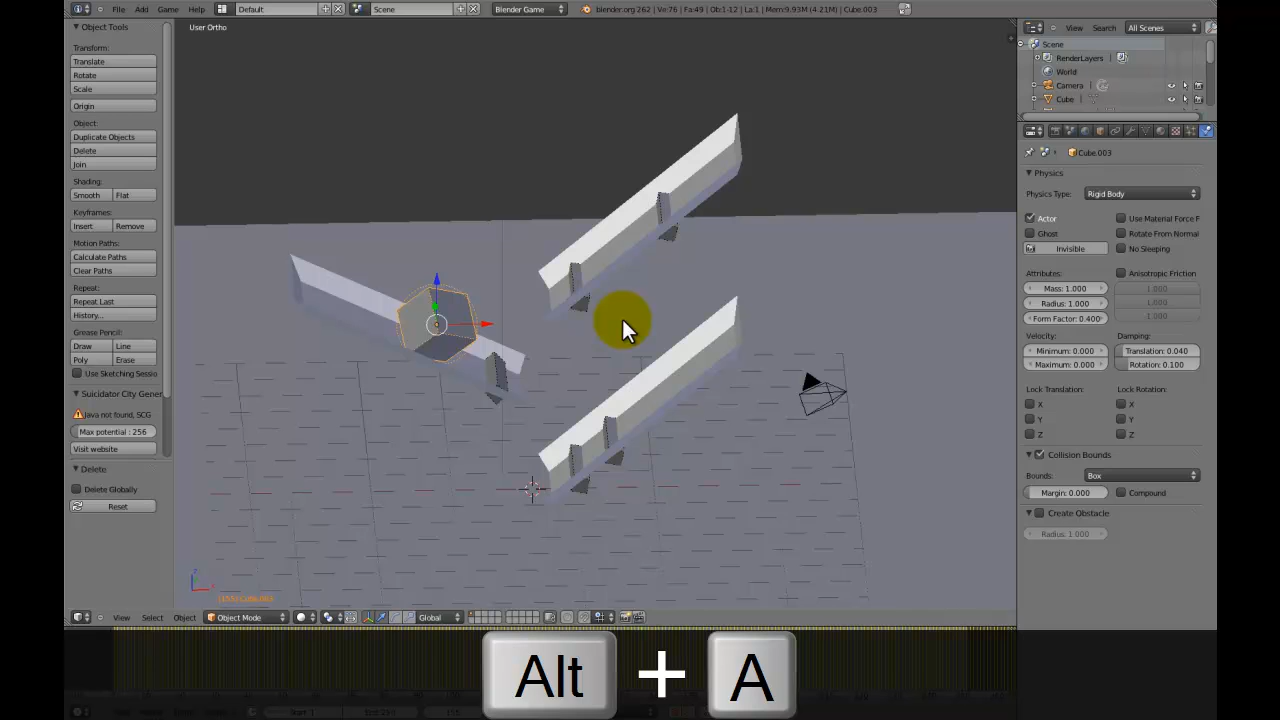 File Add Game Help Default Scene Blender Game blender.org 262 | Ve:76 | Fa:49 | Ob:1-12 | La:1 | Mem:9.93M (4.21M) | Cube.003
Object Tools
Transform:
Translate
Rotate
Scale
Origin
Object:
Duplicate Objects
Delete
Join
Shading:
Smooth Flat
Keyframes:
Insert Remove
Motion Paths:
Calculate Paths
Clear Paths
Repeat:
Repeat Last
History...
Grease Pencil:
Draw Line
Poly Erase
Use Sketching Sessio
Suicidator City Gener
Java not found, SCG
Max potential : 256
Visit website
Delete
Delete Globally
Reset
User Ortho
View Select Object Object Mode Global
View Search All Scenes
Scene
RenderLayers
World
Camera
Cube
Cube.003
Physics
Physics Type: Rigid Body
Actor Use Material Force F
Ghost Rotate From Normal
Invisible No Sleeping
Attributes: Anisotropic Friction
Mass: 1.000 1.000
Radius: 1.000 1.000
Form Factor: 0.400 1.000
Velocity: Damping:
Minimum: 0.000 Translation: 0.040
Maximum: 0.000 Rotation: 0.100
Lock Translation: Lock Rotation:
X X
Y Y
Z Z
Collision Bounds
Bounds: Box
Margin: 0.000 Compound
Create Obstacle
Radius: 1.000
Alt + A